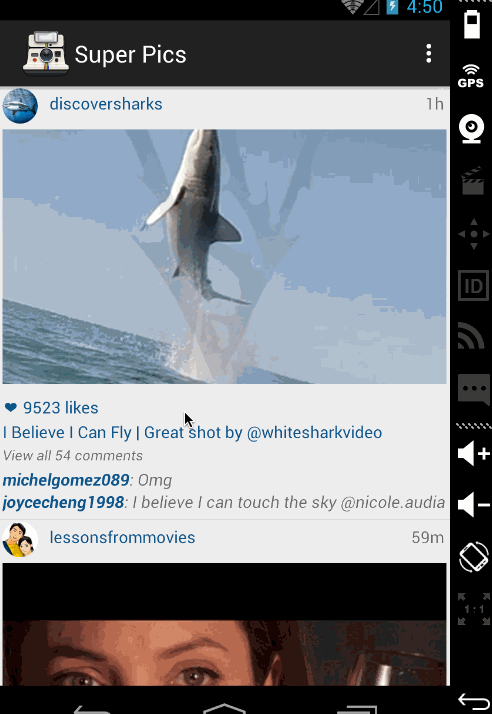 4:50
Super Pics
GPS
discoversharks
1h
ID
9523 likes
I Believe I Can Fly | Great shot by @whitesharkvideo
View all 54 comments
michelgomez089: Omg
joycecheng1998: I believe I can touch the sky @nicole.audia
lessonsfrommovies
59m
1:1